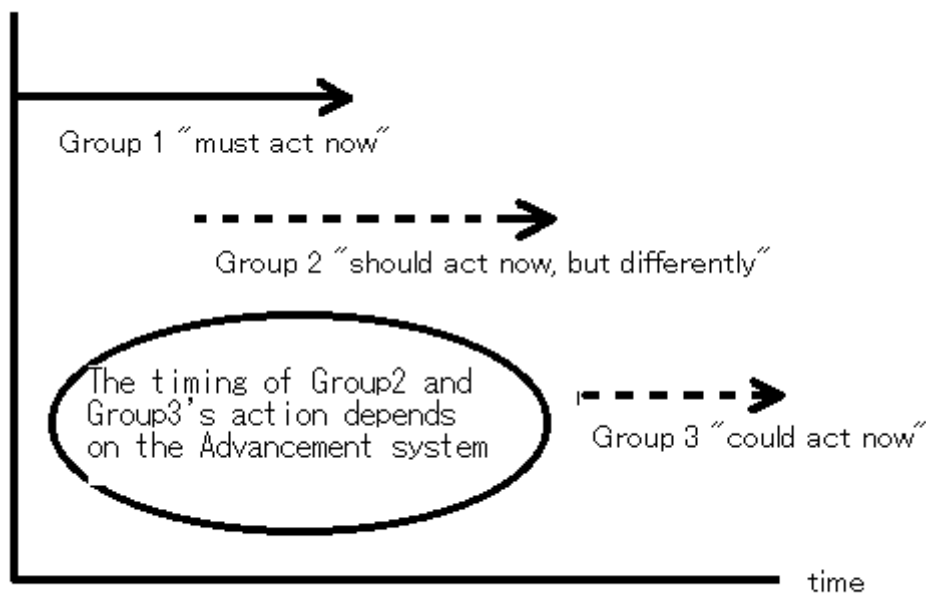 Group 1 "must act now"
Group 2 "should act now, but differently"
The timing of Group2 and
Group3's action depends
on the Advancement system
Group 3 "could act now"
time